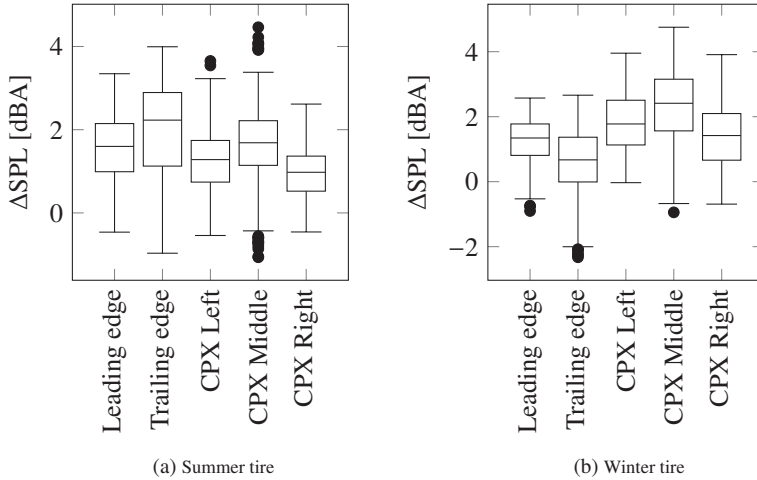 4
2
0
ΔSPL [dBA]
Leading edge
Trailing edge
CPX Left
CPX Middle
CPX Right
(a) Summer tire
4
2
0
−2
ΔSPL [dBA]
Leading edge
Trailing edge
CPX Left
CPX Middle
CPX Right
(b) Winter tire